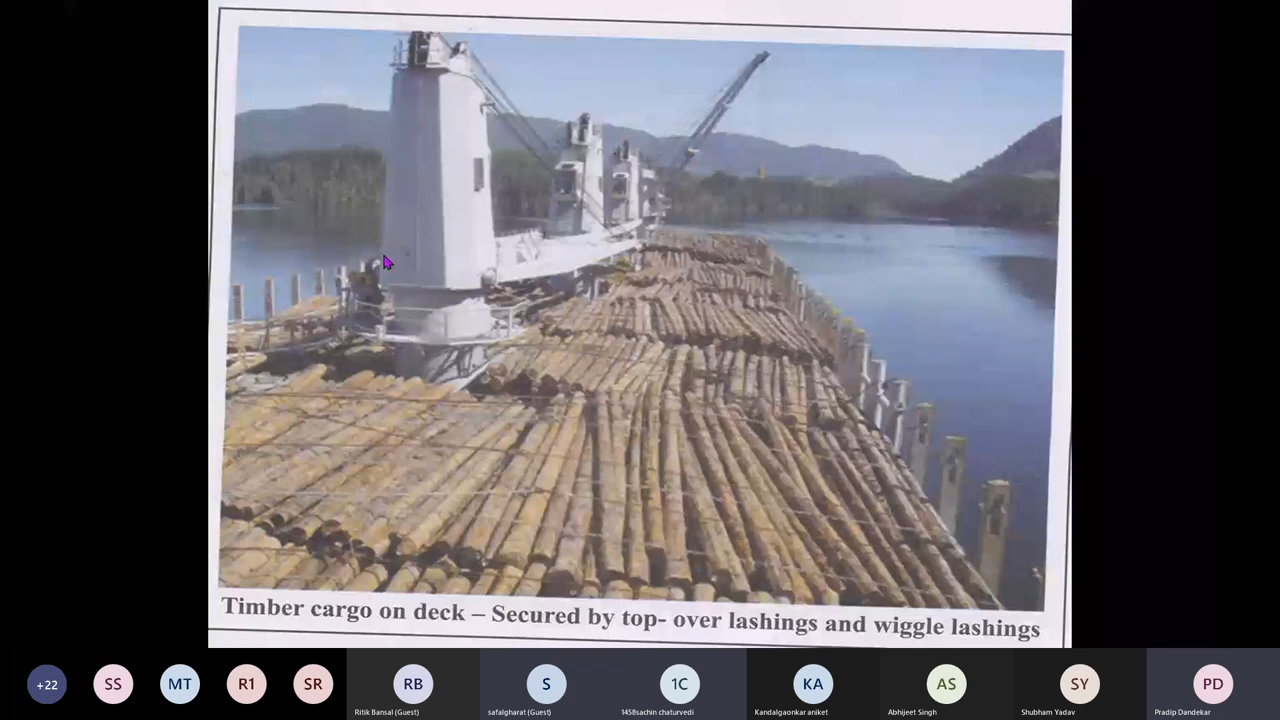 Timber cargo on deck – Secured by top- over lashings and wiggle lashings
+22
SS
MT
R1
SR
RB
S
1C
KA
AS
SY
PD
Ritik Bansal (Guest)
safalgharat (Guest)
1458sachin chaturvedi
Kandalgaonkar aniket
Abhijeet Singh
Shubham Yadav
Pradip Dandekar